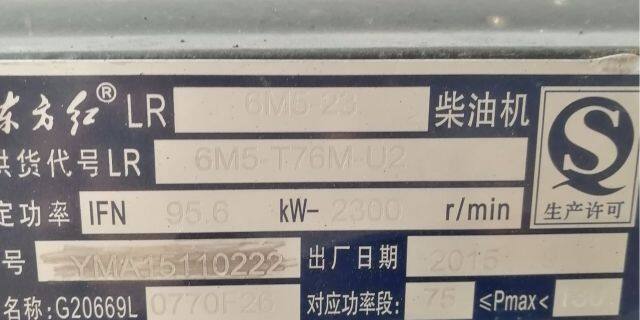 东方红® LR 6M5-23 柴油机
供货代号 LR 6M5-T76M-U2
定功率 IFN 95.6 kW- 2300 r/min 生产许可
号 YMA15110222 出厂日期 2015
名称:G20669L 0770H26 对应功率段: 75 ≤Pmax< 130